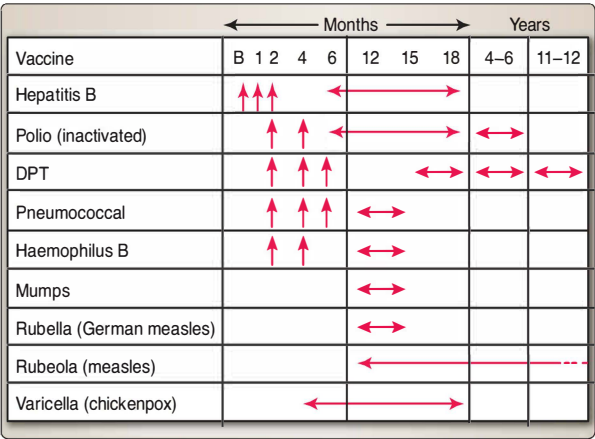 Months Years
Vaccine B 1 2 4 6 12 15 18 4–6 11–12
Hepatitis B
Polio (inactivated)
DPT
Pneumococcal
Haemophilus B
Mumps
Rubella (German measles)
Rubeola (measles)
Varicella (chickenpox)